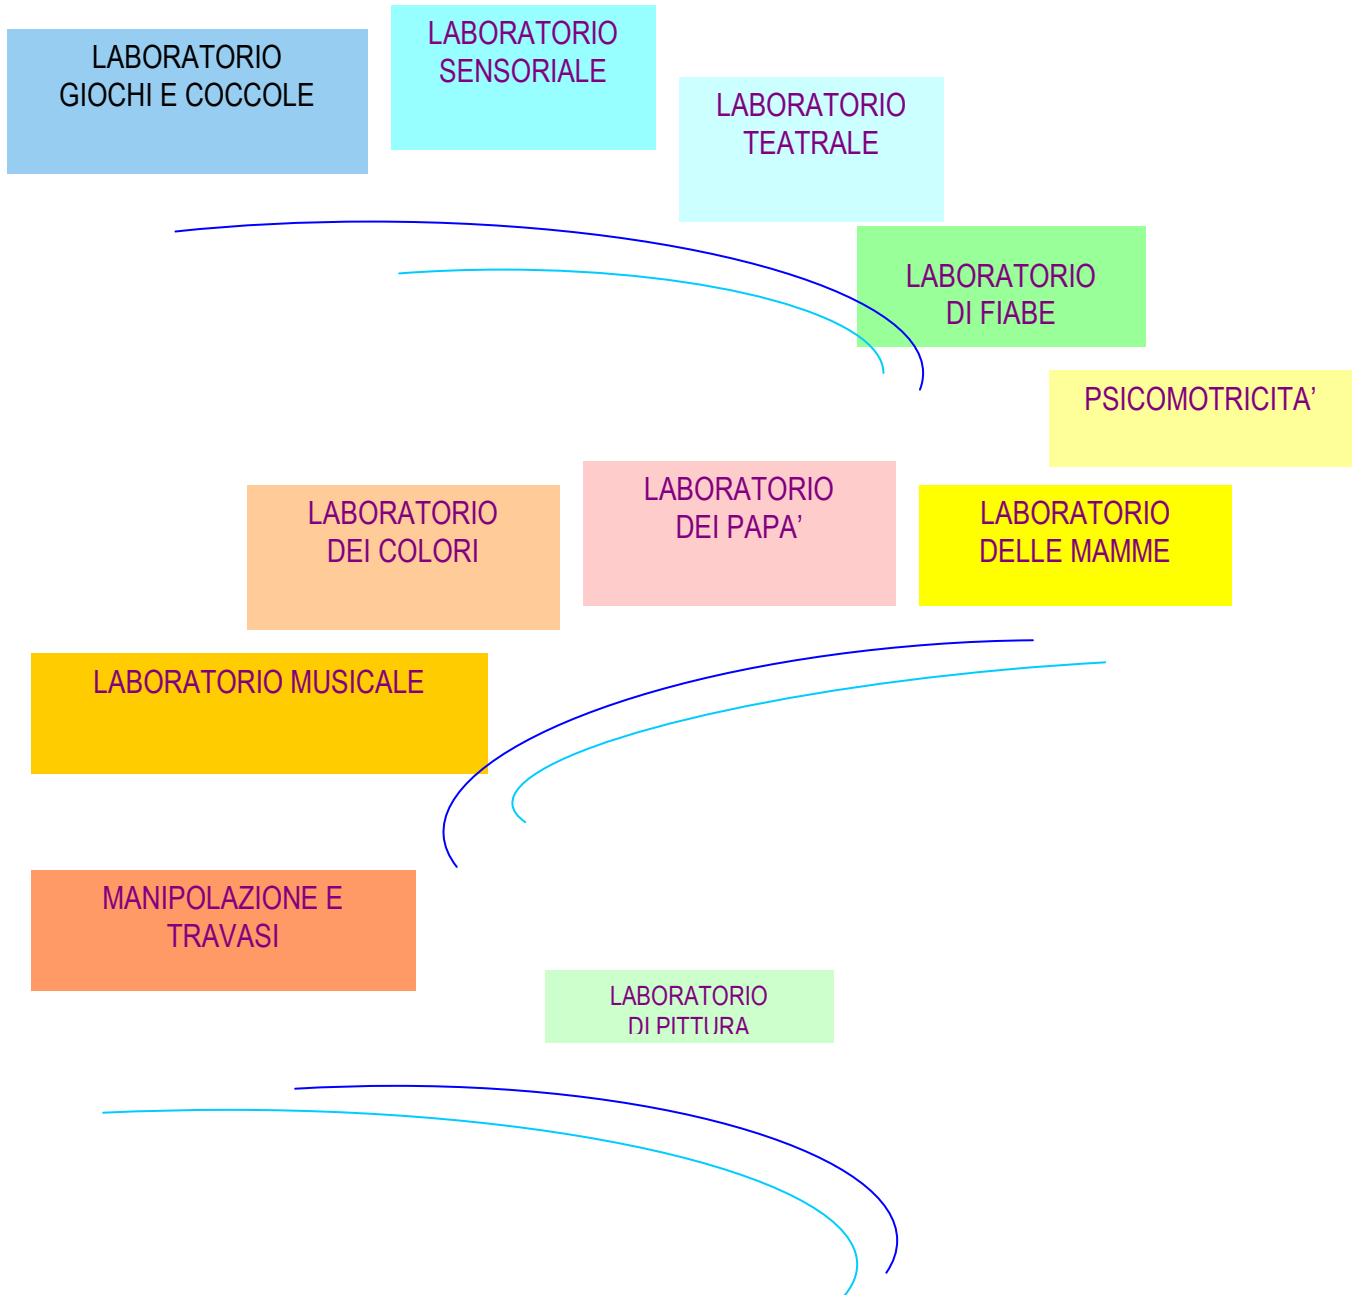 LABORATORIO
GIOCHI E COCCOLE
LABORATORIO
SENSORIALE
LABORATORIO
TEATRALE
LABORATORIO
DI FIABE
PSICOMOTRICITA’
LABORATORIO
DEI COLORI
LABORATORIO
DEI PAPA’
LABORATORIO
DELLE MAMME
LABORATORIO MUSICALE
MANIPOLAZIONE E
TRAVASI
LABORATORIO
DI PITTURA